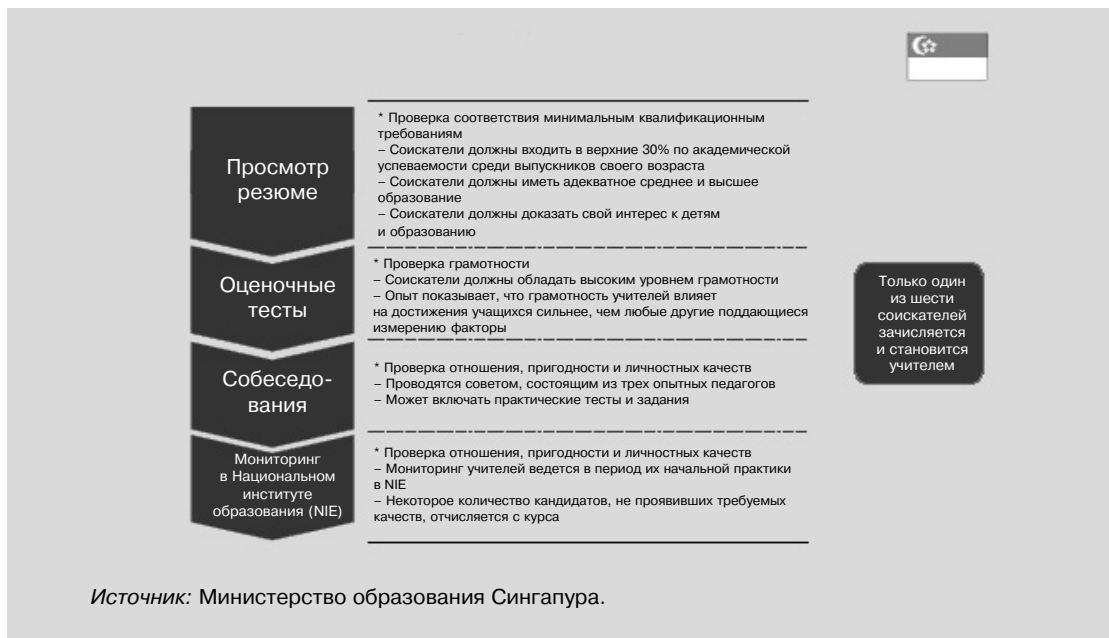 Просмотр
резюме
* Проверка соответствия минимальным квалификационным
требованиям
– Соискатели должны входить в верхние 30% по академической
успеваемости среди выпускников своего возраста
– Соискатели должны иметь адекватное среднее и высшее
образование
– Соискатели должны доказать свой интерес к детям
и образованию
Оценочные
тесты
* Проверка грамотности
– Соискатели должны обладать высоким уровнем грамотности
– Опыт показывает, что грамотность учителей влияет
на достижения учащихся сильнее, чем любые другие поддающиеся
измерению факторы
Собеседо-
вания
* Проверка отношения, пригодности и личностных качеств
– Проводятся советом, состоящим из трех опытных педагогов
– Может включать практические тесты и задания
Мониторинг
в Национальном
институте
образования (NIE)
* Проверка отношения, пригодности и личностных качеств
– Мониторинг учителей ведется в период их начальной практики
в NIE
– Некоторое количество кандидатов, не проявивших требуемых
качеств, отчисляется с курса
Только один
из шести
соискателей
зачисляется
и становится
учителем
Источник: Министерство образования Сингапура.